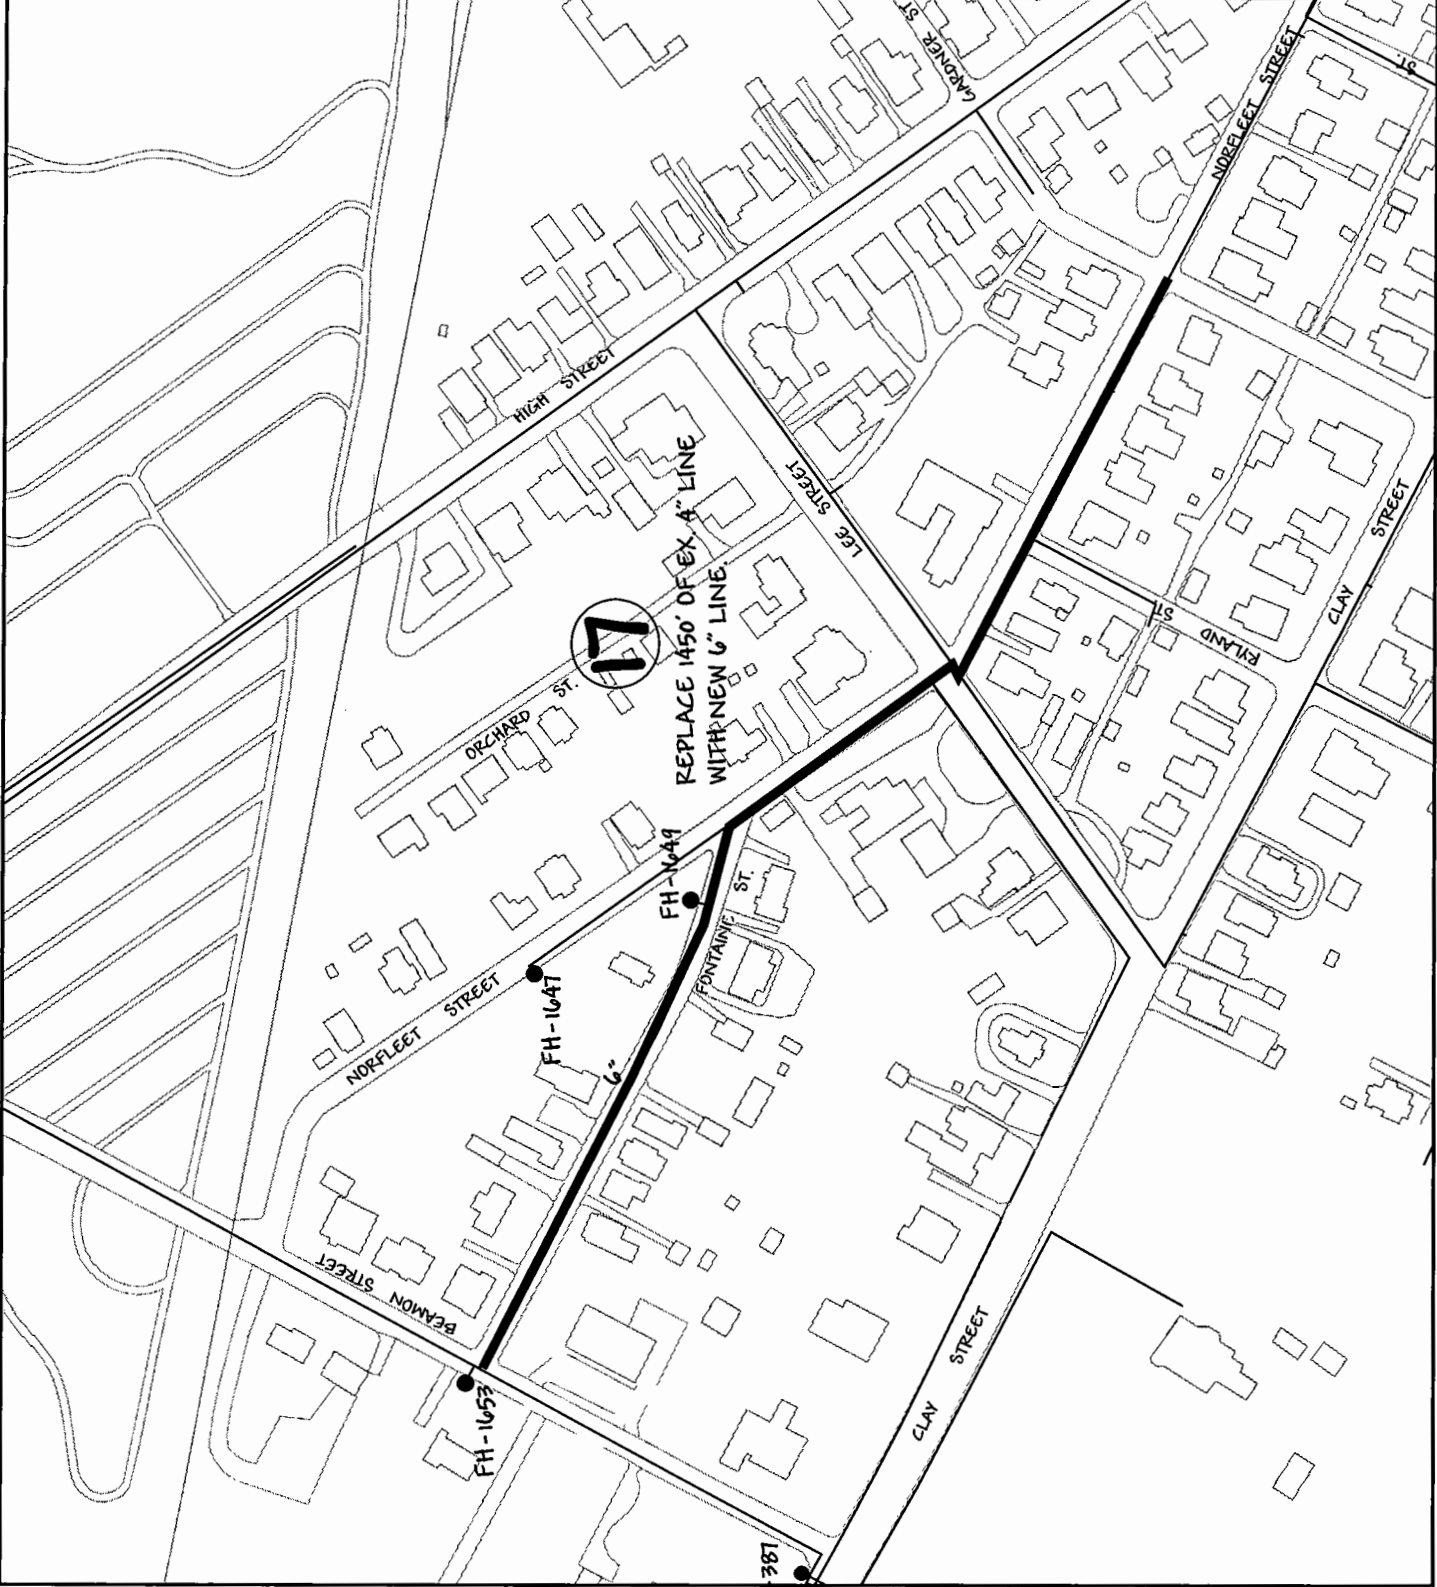 GARDNER ST
NORFLEET STREET
ST.
HIGH STREET
LEE STREET
17
REPLACE 1450' OF EX. 4" LINE
WITH NEW 6" LINE.
ORCHARD ST.
CLAY STREET
RYLAND ST
FH-1649
FONTAINE ST.
FH-1647
NORFLEET STREET
6"
BEAMON STREET
FH-1653
CLAY STREET
-387